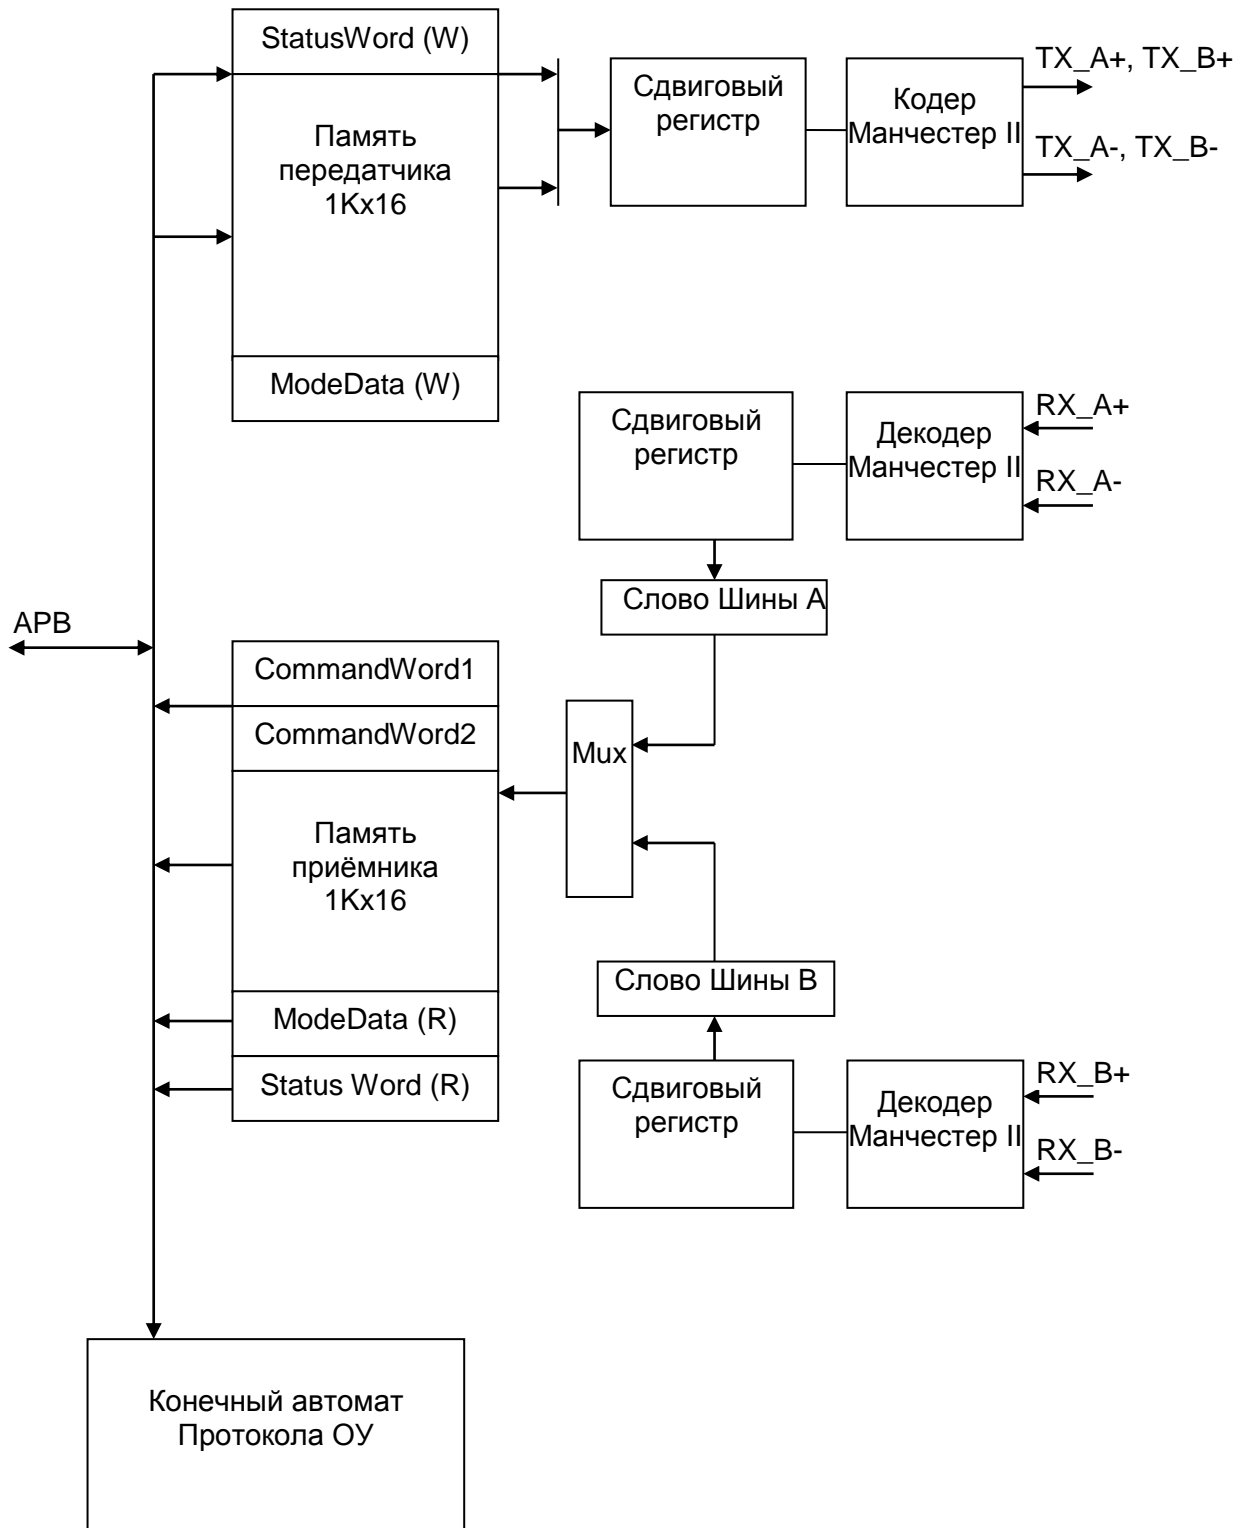 StatusWord (W)
Память
передатчика
1Kx16
ModeData (W)
Сдвиговый
регистр
Кодер
Манчестер II
TX_A+, TX_B+
TX_A-, TX_B-
Сдвиговый
регистр
Декодер
Манчестер II
RX_A+
RX_A-
Слово Шины А
APB
CommandWord1
CommandWord2
Память
приёмника
1Kx16
ModeData (R)
Status Word (R)
Mux
Слово Шины В
Сдвиговый
регистр
Декодер
Манчестер II
RX_B+
RX_B-
Конечный автомат
Протокола ОУ